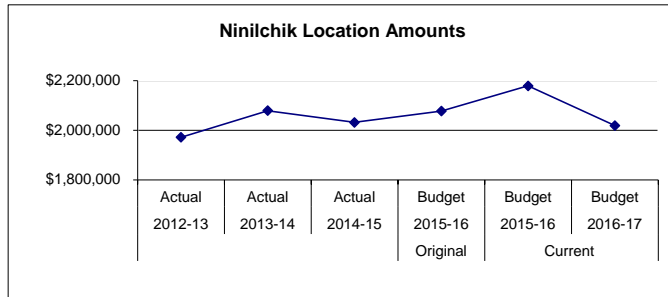 Ninilchik Location Amounts
$2,200,000
$2,000,000
$1,800,000
Actual Actual Actual Budget Budget Budget
2012-13 2013-14 2014-15 2015-16 2015-16 2016-17
Original Current